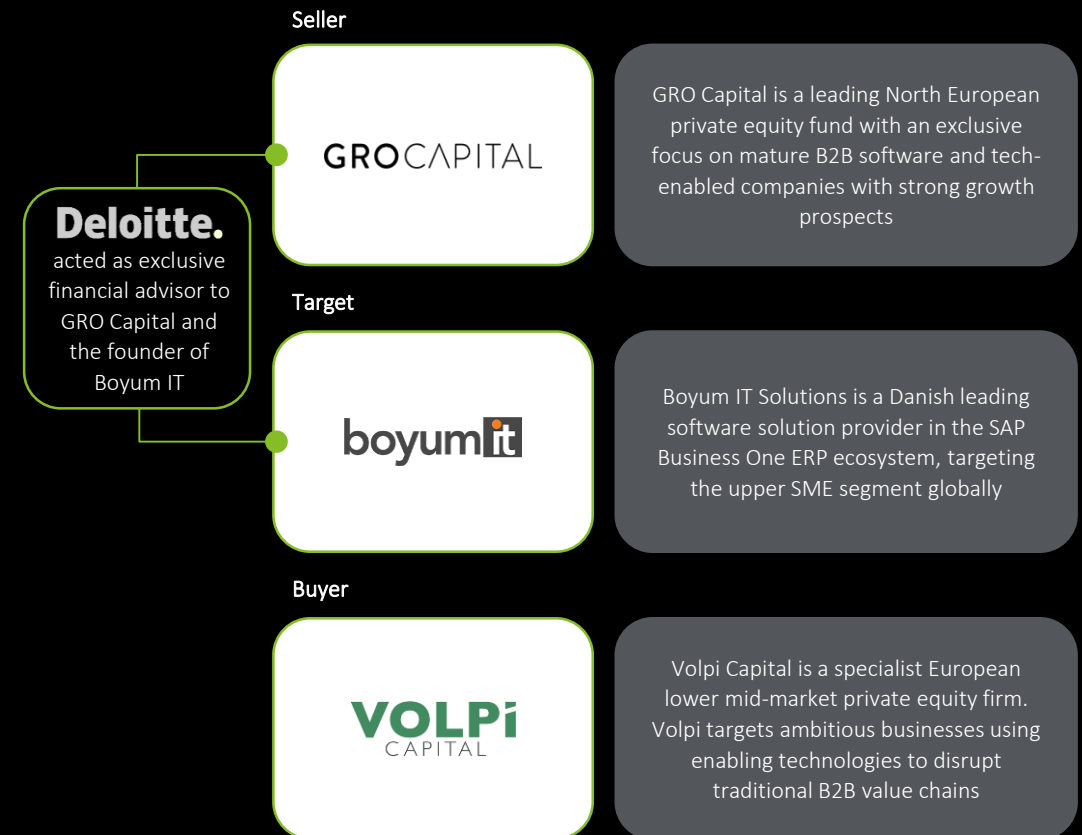 Seller
GROCAPITAL
GRO Capital is a leading North European
private equity fund with an exclusive
focus on mature B2B software and tech-
enabled companies with strong growth
prospects
Deloitte.
acted as exclusive
financial advisor to
GRO Capital and
the founder of
Boyum IT
Target
boyumit
Boyum IT Solutions is a Danish leading
software solution provider in the SAP
Business One ERP ecosystem, targeting
the upper SME segment globally
Buyer
VOLPi
CAPITAL
Volpi Capital is a specialist European
lower mid-market private equity firm.
Volpi targets ambitious businesses using
enabling technologies to disrupt
traditional B2B value chains